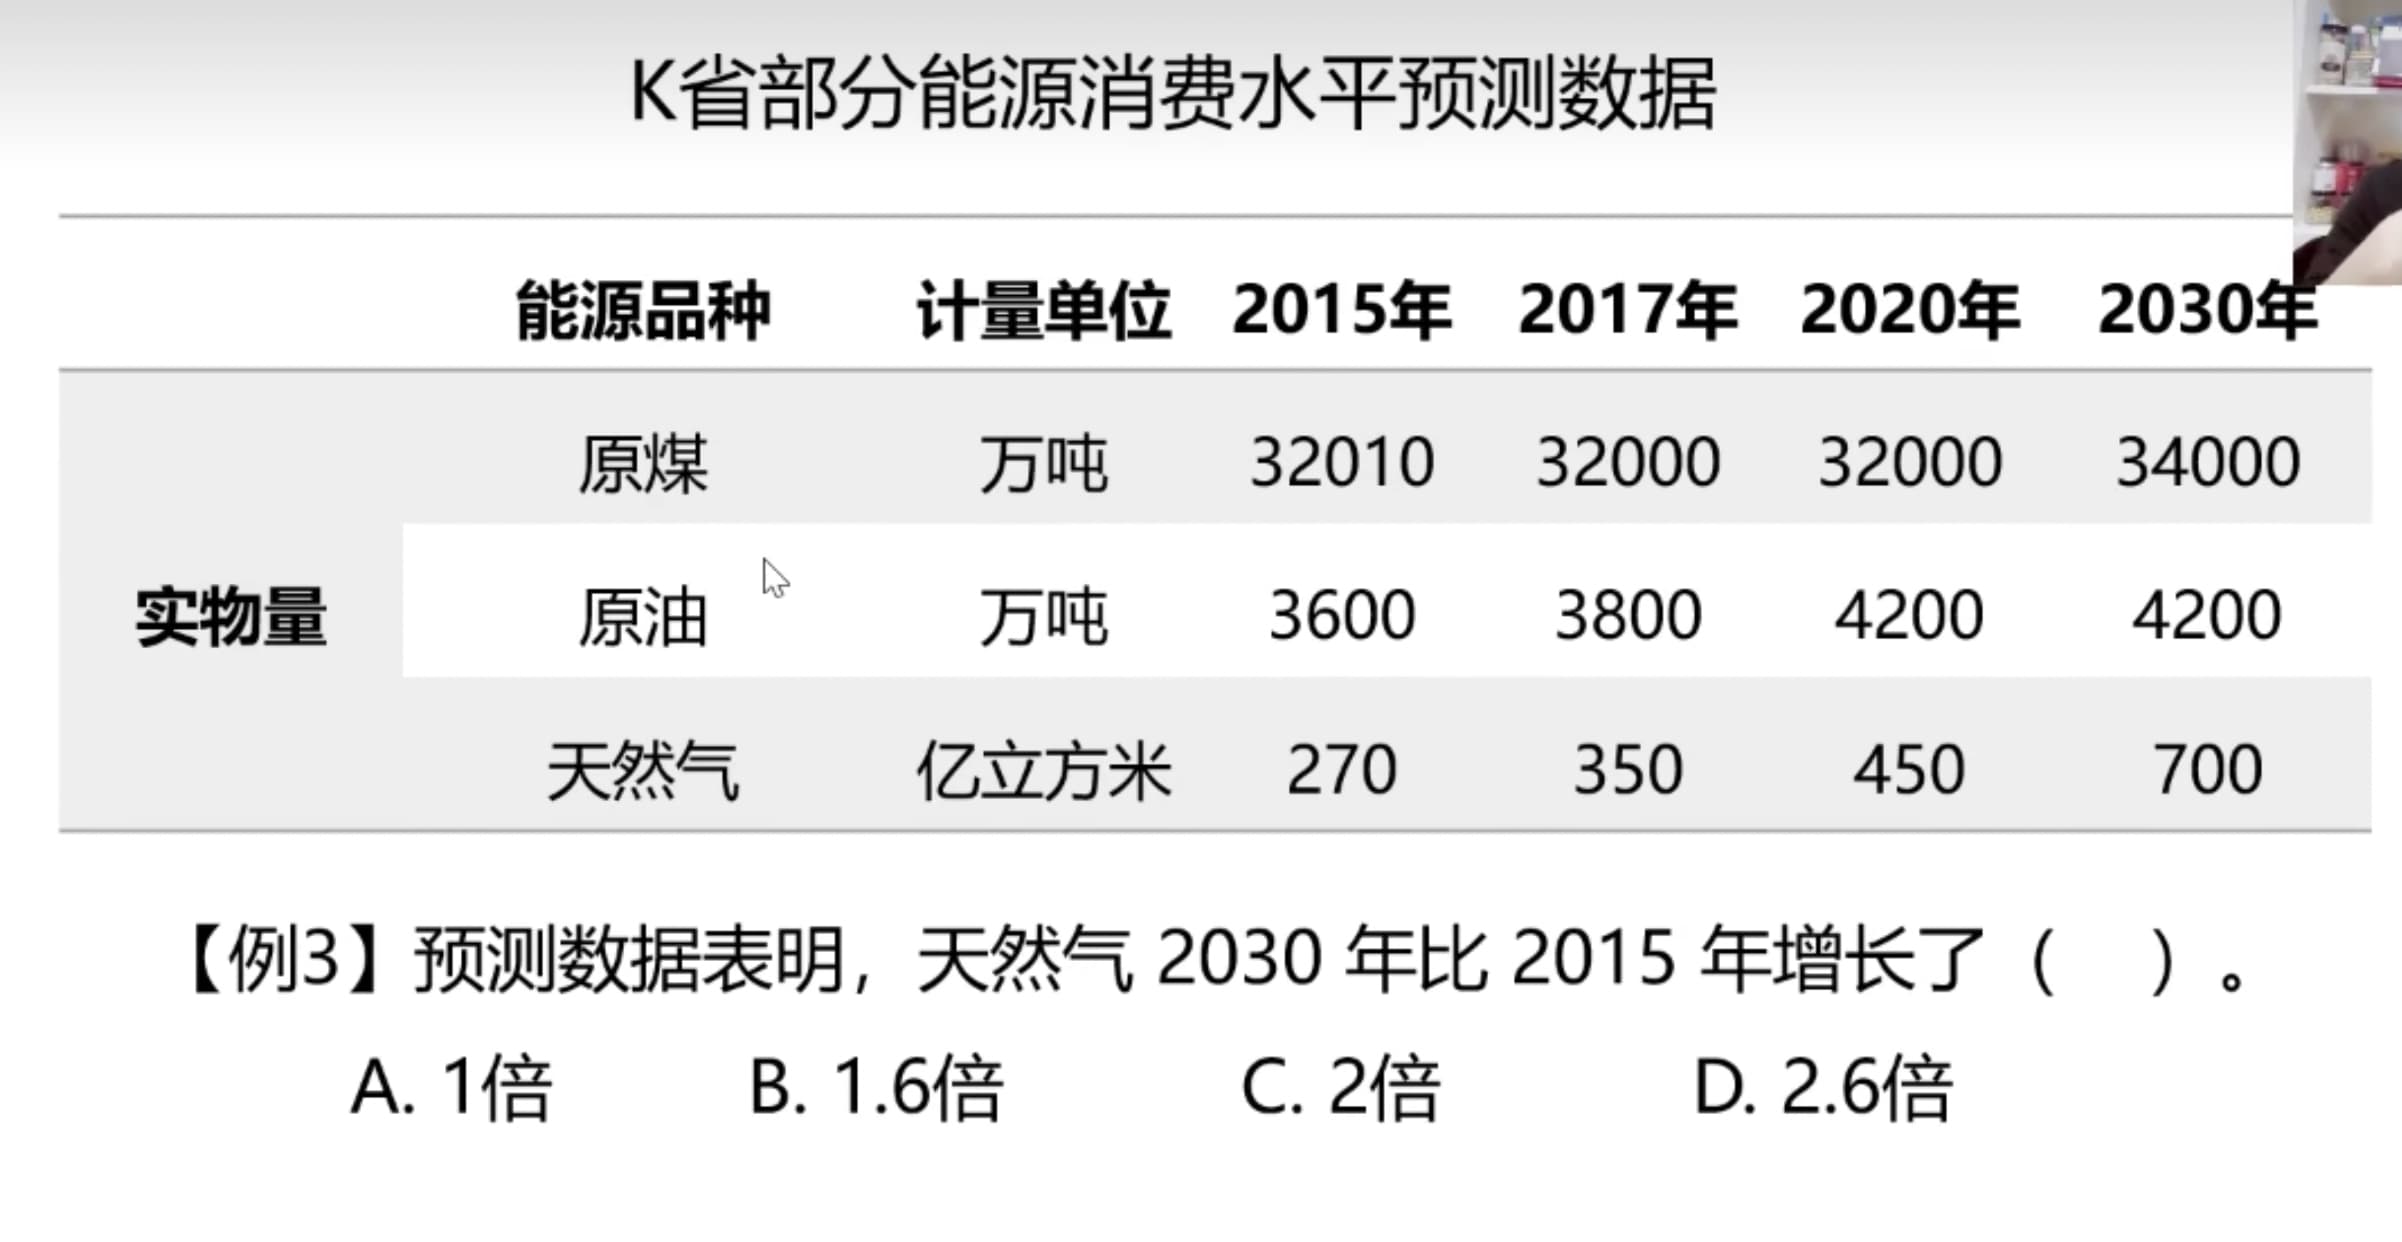 K省部分能源消费水平预测数据
能源品种 计量单位 2015年 2017年 2020年 2030年
原煤 万吨 32010 32000 32000 34000
实物量 原油 万吨 3600 3800 4200 4200
天然气 亿立方米 270 350 450 700
【例3】预测数据表明，天然气 2030 年比 2015 年增长了（ ）。
A. 1倍 B. 1.6倍 C. 2倍 D. 2.6倍